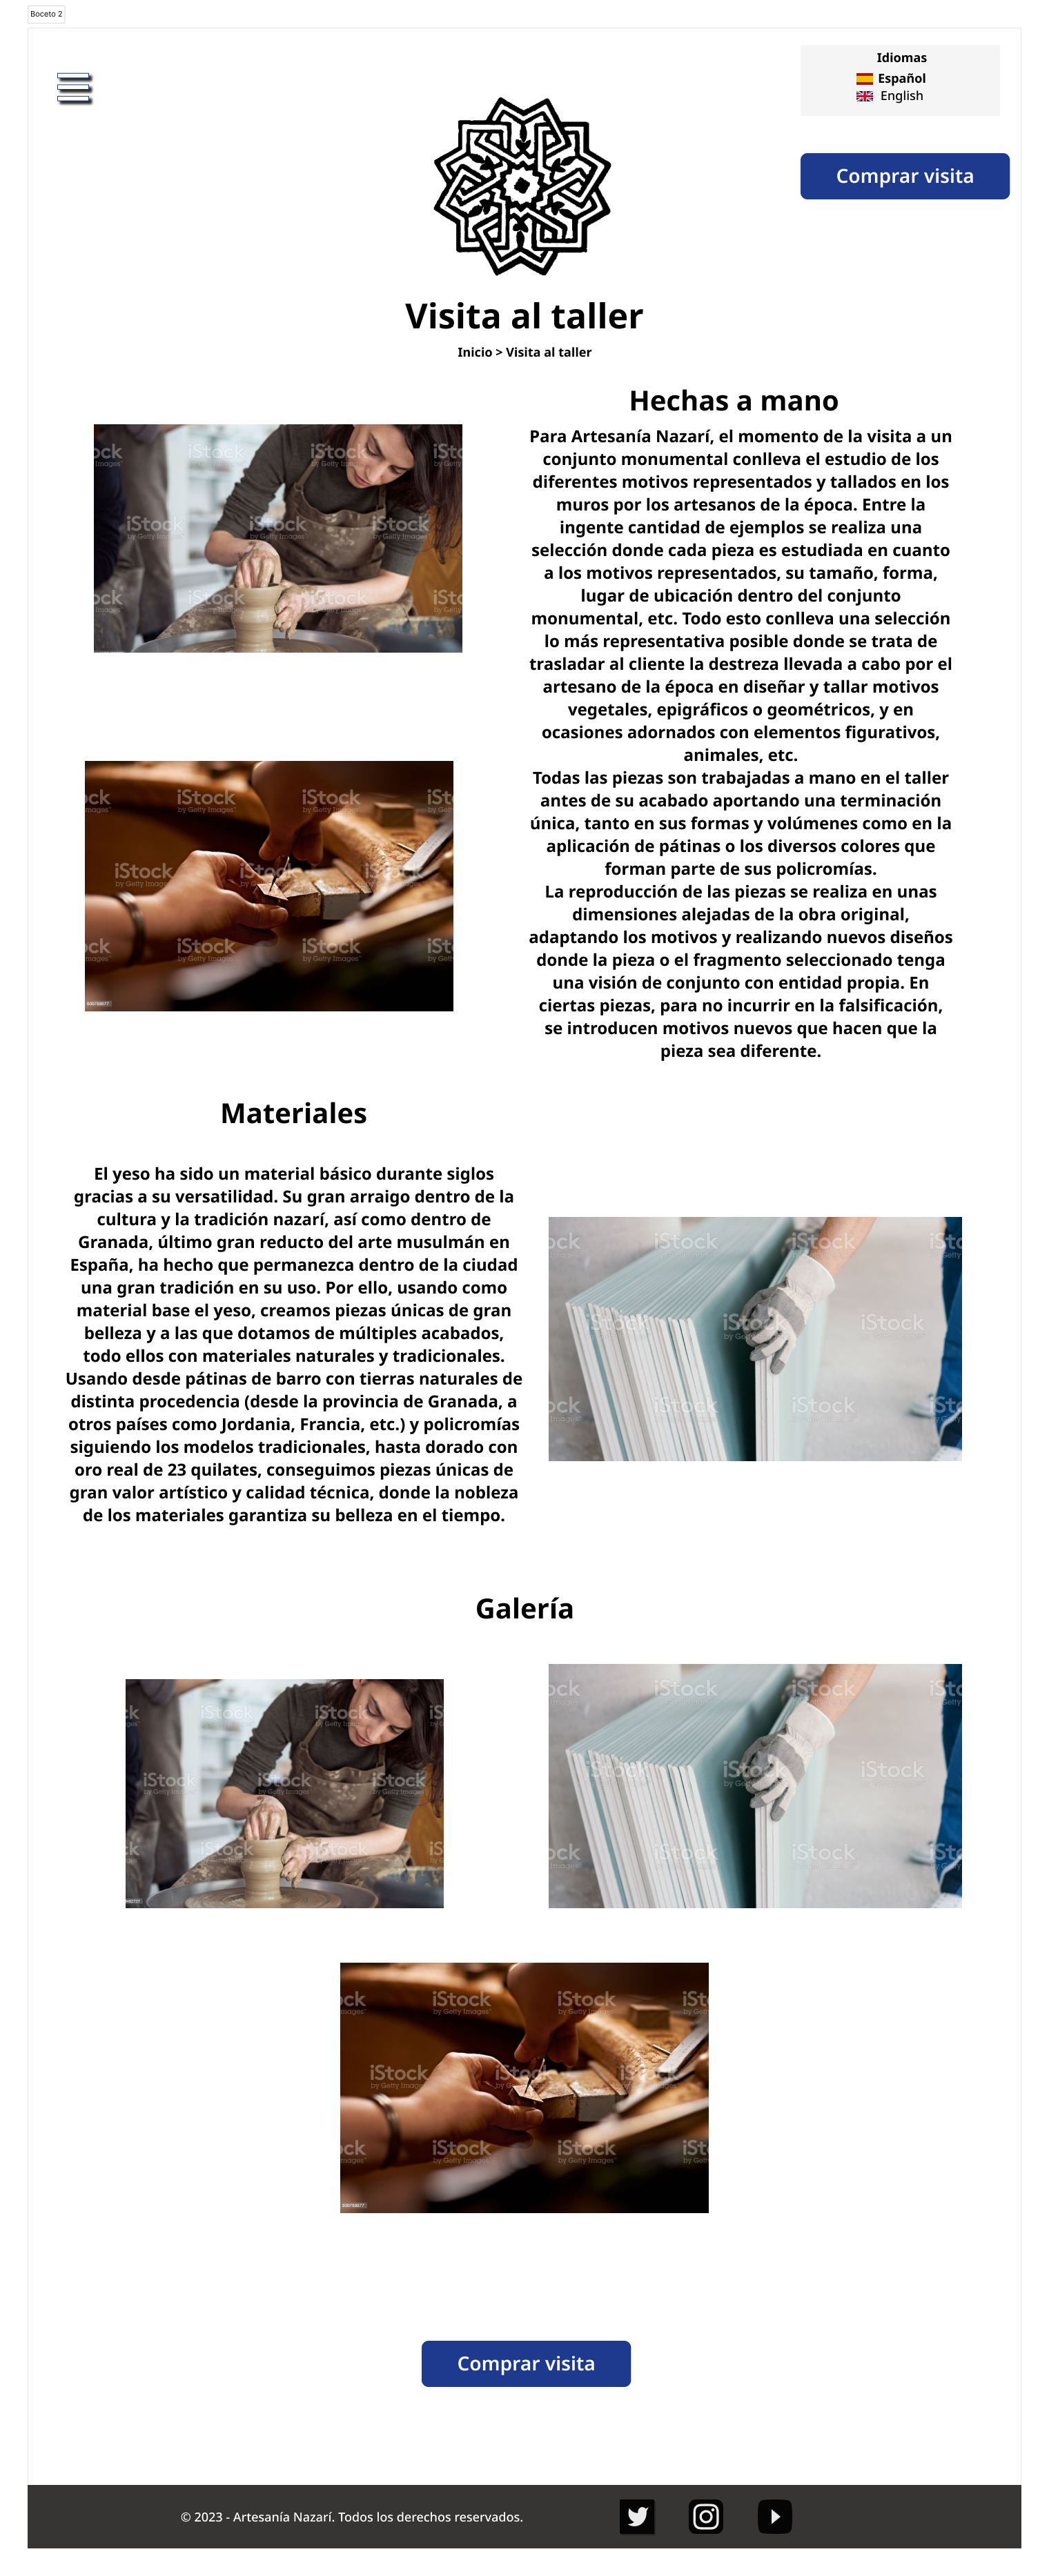 Boceto 2
Idiomas
Español
English
Comprar visita
Visita al taller
Inicio > Visita al taller
Hechas a mano
Para Artesanía Nazarí, el momento de la visita a un
conjunto monumental conlleva el estudio de los
diferentes motivos representados y tallados en los
muros por los artesanos de la época. Entre la
ingente cantidad de ejemplos se realiza una
selección donde cada pieza es estudiada en cuanto
a los motivos representados, su tamaño, forma,
lugar de ubicación dentro del conjunto
monumental, etc. Todo esto conlleva una selección
lo más representativa posible donde se trata de
trasladar al cliente la destreza llevada a cabo por el
artesano de la época en diseñar y tallar motivos
vegetales, epigráficos o geométricos, y en
ocasiones adornados con elementos figurativos,
animales, etc.
Todas las piezas son trabajadas a mano en el taller
antes de su acabado aportando una terminación
única, tanto en sus formas y volúmenes como en la
aplicación de pátinas o los diversos colores que
forman parte de sus policromías.
La reproducción de las piezas se realiza en unas
dimensiones alejadas de la obra original,
adaptando los motivos y realizando nuevos diseños
donde la pieza o el fragmento seleccionado tenga
una visión de conjunto con entidad propia. En
ciertas piezas, para no incurrir en la falsificación,
se introducen motivos nuevos que hacen que la
pieza sea diferente.
iStock
by Getty Images
Materiales
El yeso ha sido un material básico durante siglos
gracias a su versatilidad. Su gran arraigo dentro de la
cultura y la tradición nazarí, así como dentro de
Granada, último gran reducto del arte musulmán en
España, ha hecho que permanezca dentro de la ciudad
una gran tradición en su uso. Por ello, usando como
material base el yeso, creamos piezas únicas de gran
belleza y a las que dotamos de múltiples acabados,
todo ellos con materiales naturales y tradicionales.
Usando desde pátinas de barro con tierras naturales de
distinta procedencia (desde la provincia de Granada, a
otros países como Jordania, Francia, etc.) y policromías
siguiendo los modelos tradicionales, hasta dorado con
oro real de 23 quilates, conseguimos piezas únicas de
gran valor artístico y calidad técnica, donde la nobleza
de los materiales garantiza su belleza en el tiempo.
Galería
Comprar visita
© 2023 - Artesanía Nazarí. Todos los derechos reservados.